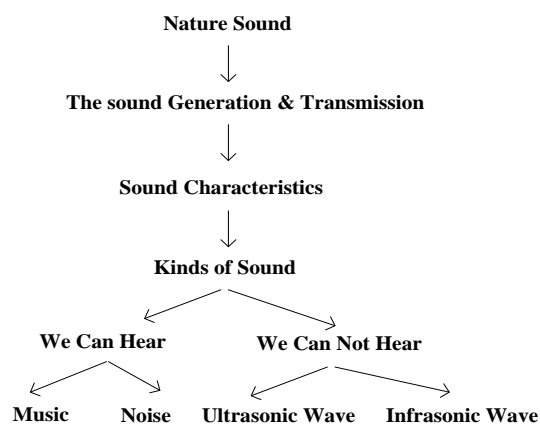 Nature Sound
The sound Generation & Transmission
Sound Characteristics
Kinds of Sound
We Can Hear
We Can Not Hear
Music
Noise
Ultrasonic Wave
Infrasonic Wave